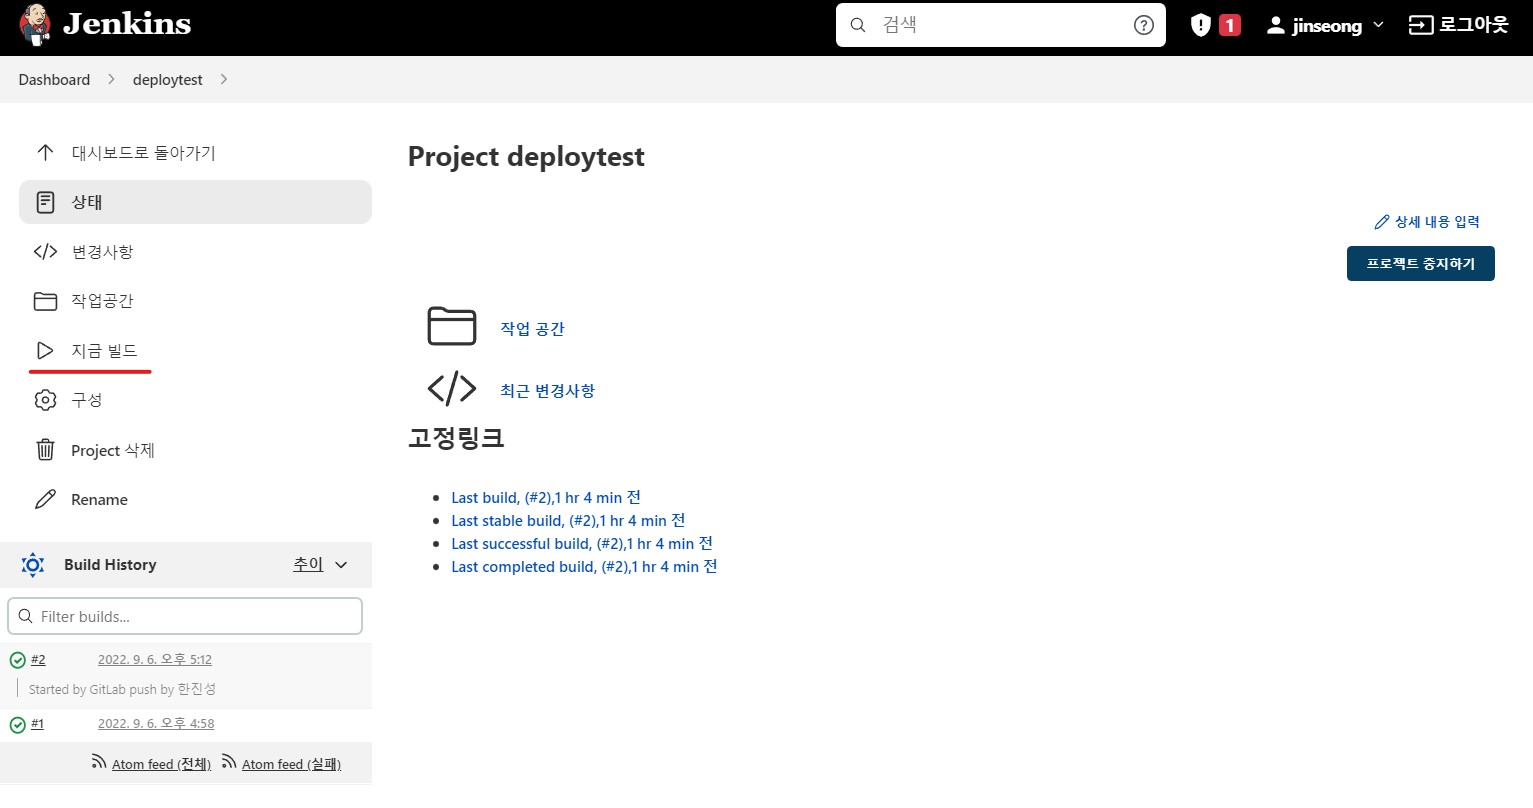 Jenkins
검색
1
jinseong
로그아웃
Dashboard
deploytest
대시보드로 돌아가기
상태
변경사항
작업공간
지금 빌드
구성
Project 삭제
Rename
Build History
추이
Filter builds...
#2
2022. 9. 6. 오후 5:12
Started by GitLab push by 한진성
#1
2022. 9. 6. 오후 4:58
Atom feed (전체)
Atom feed (실패)
Project deploytest
상세 내용 입력
프로젝트 중지하기
작업 공간
최근 변경사항
고정링크
Last build, (#2),1 hr 4 min 전
Last stable build, (#2),1 hr 4 min 전
Last successful build, (#2),1 hr 4 min 전
Last completed build, (#2),1 hr 4 min 전